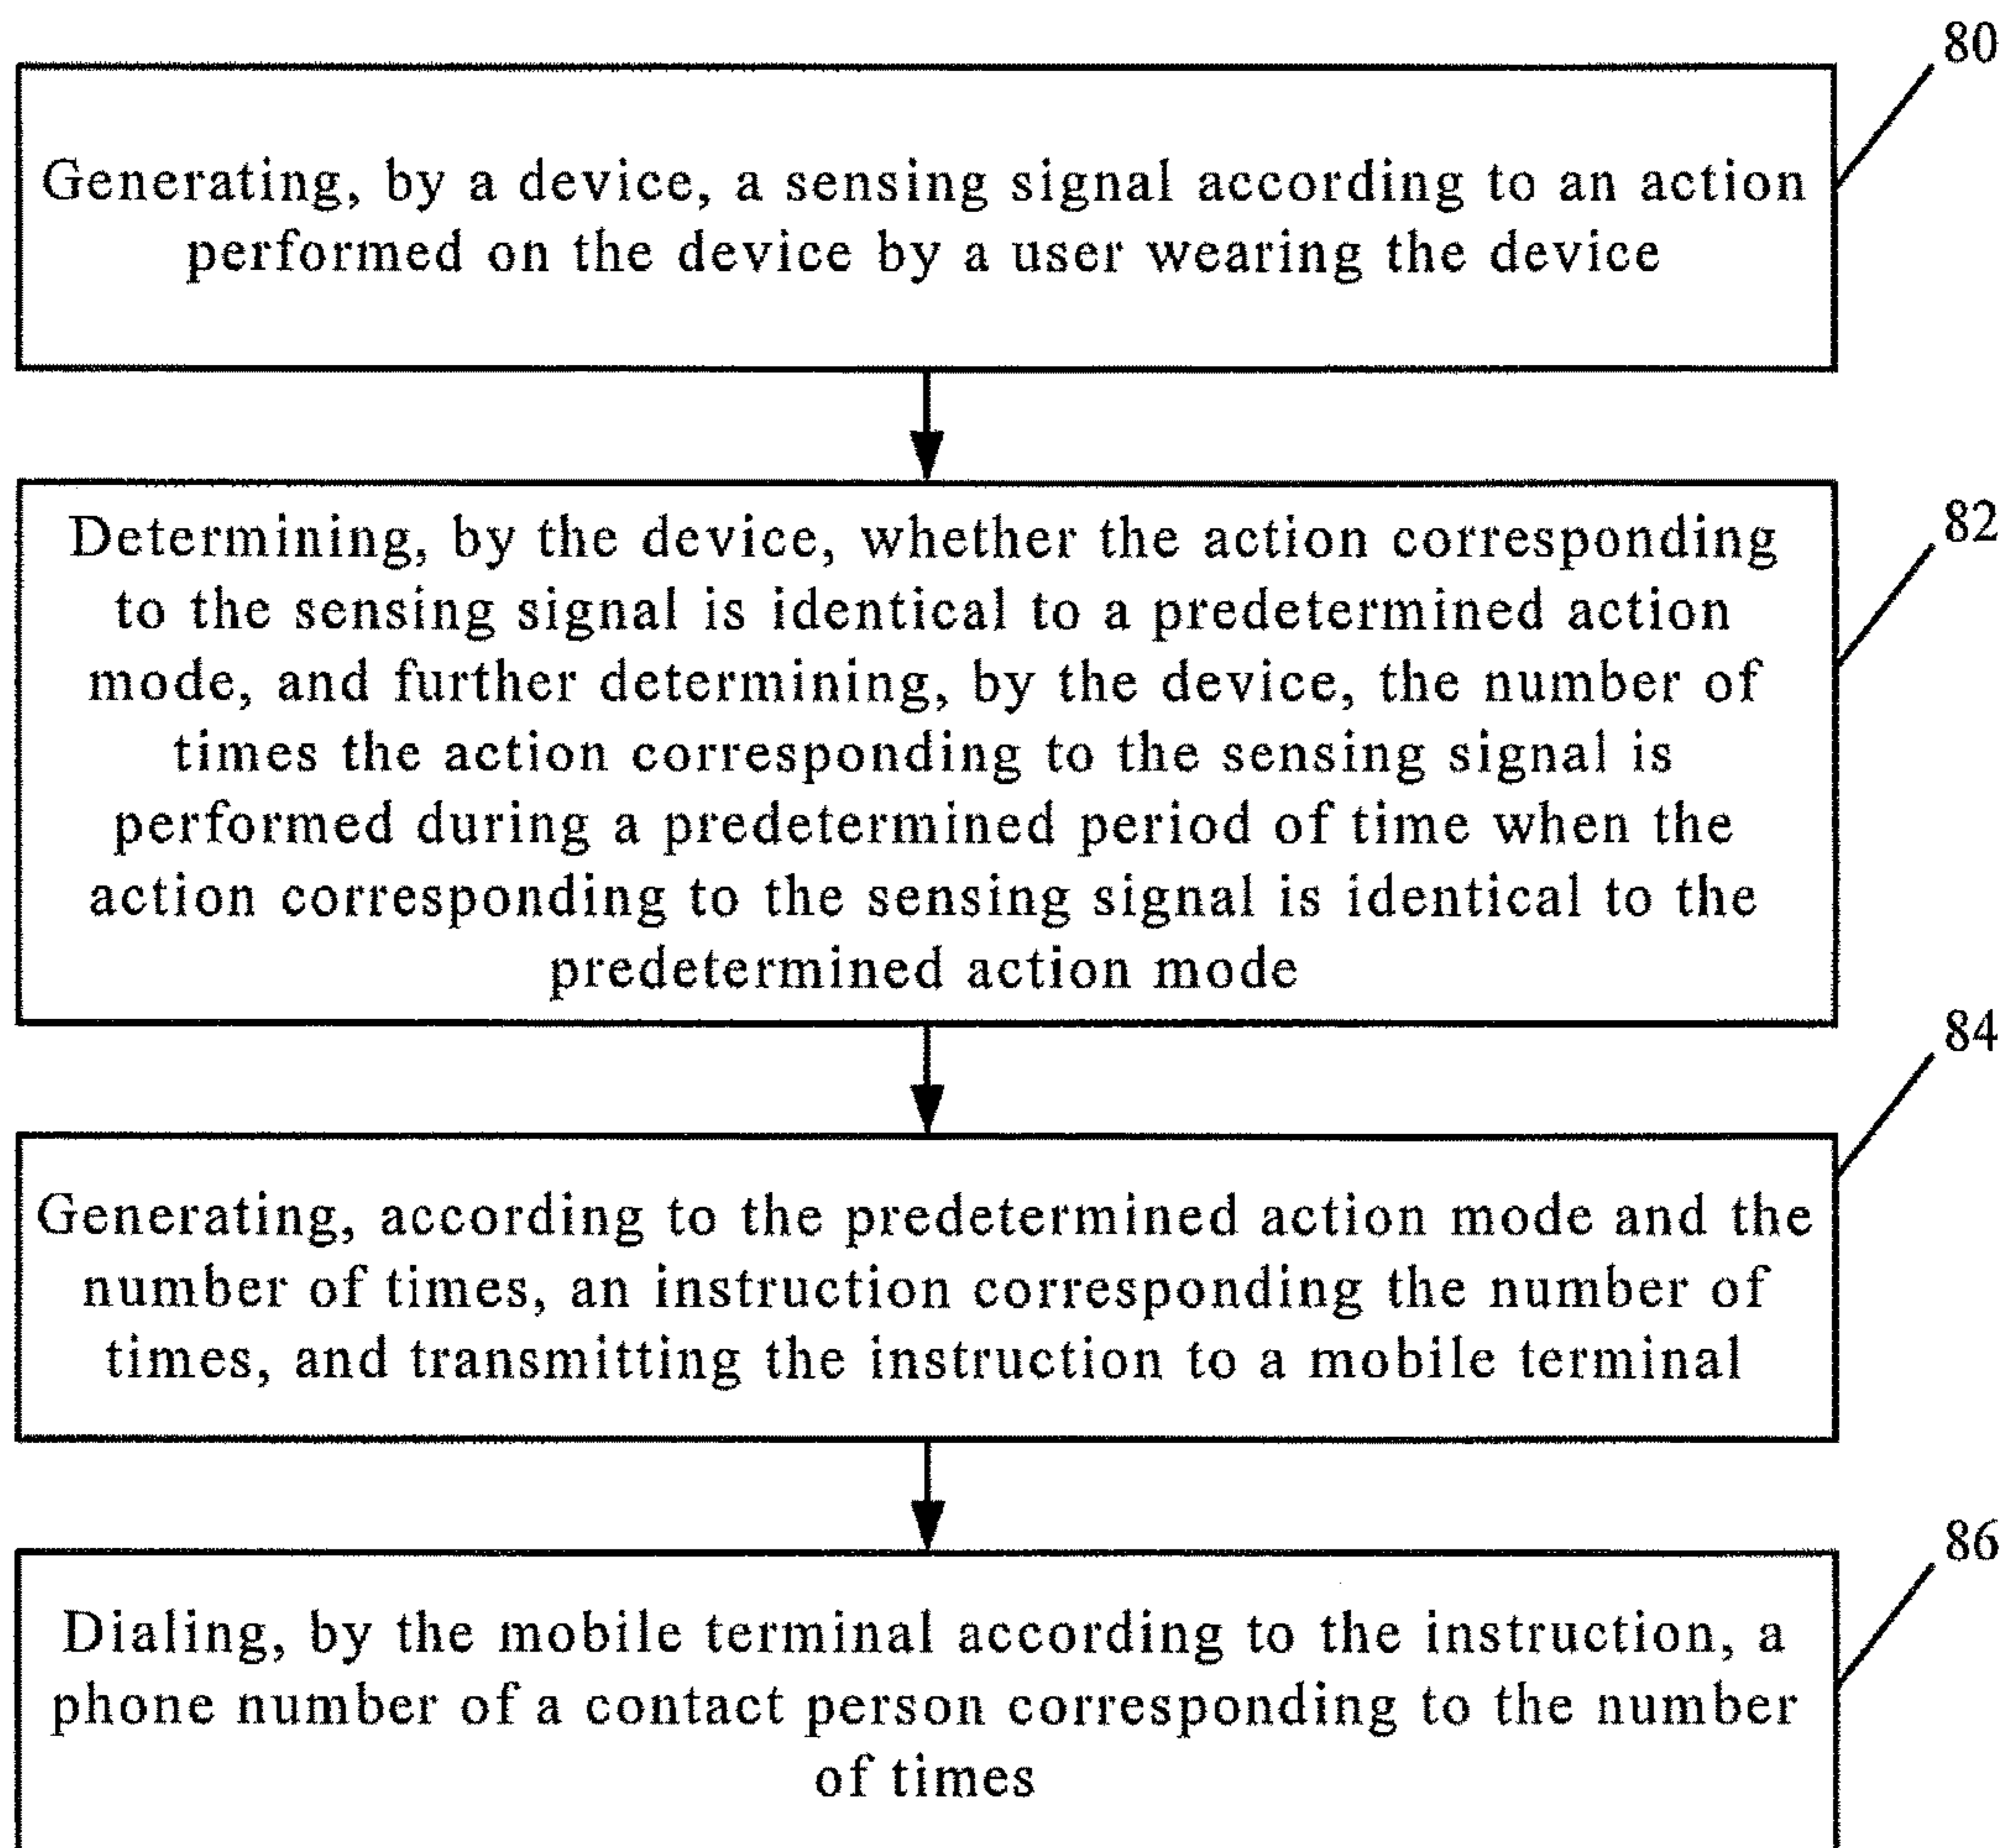 80
Generating, by a device, a sensing signal according to an action
performed on the device by a user wearing the device
82
Determining, by the device, whether the action corresponding
to the sensing signal is identical to a predetermined action
mode, and further determining, by the device, the number of
times the action corresponding to the sensing signal is
performed during a predetermined period of time when the
action corresponding to the sensing signal is identical to the
predetermined action mode
84
Generating, according to the predetermined action mode and the
number of times, an instruction corresponding the number of
times, and transmitting the instruction to a mobile terminal
86
Dialing, by the mobile terminal according to the instruction, a
phone number of a contact person corresponding to the number
of times